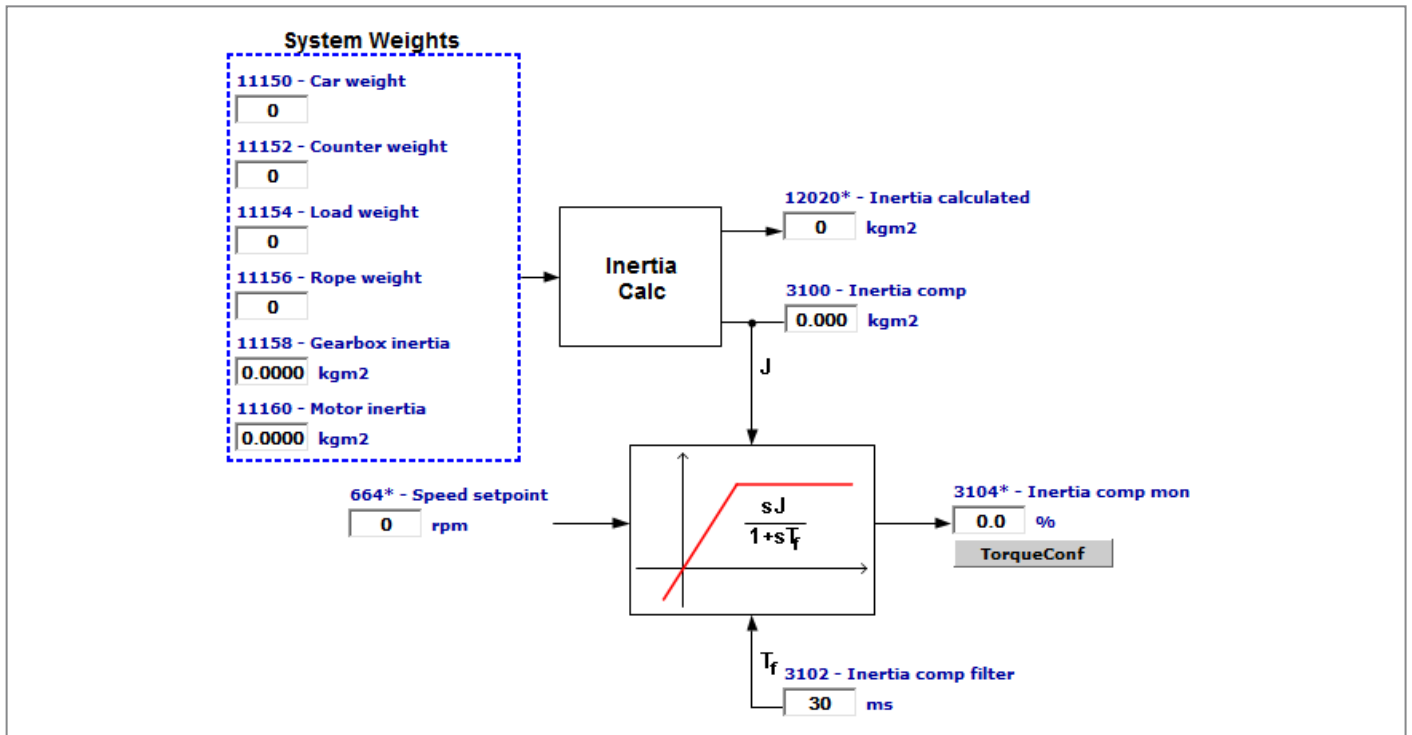 System Weights
11150 - Car weight
0
11152 - Counter weight
0
11154 - Load weight
0
11156 - Rope weight
0
11158 - Gearbox inertia
0.0000 kgm2
11160 - Motor inertia
0.0000 kgm2
Inertia
Calc
12020* - Inertia calculated
0 kgm2
3100 - Inertia comp
0.000 kgm2
J
664* - Speed setpoint
0 rpm
sJ
1+sTf
3104* - Inertia comp mon
0.0 %
TorqueConf
Tf
3102 - Inertia comp filter
30 ms